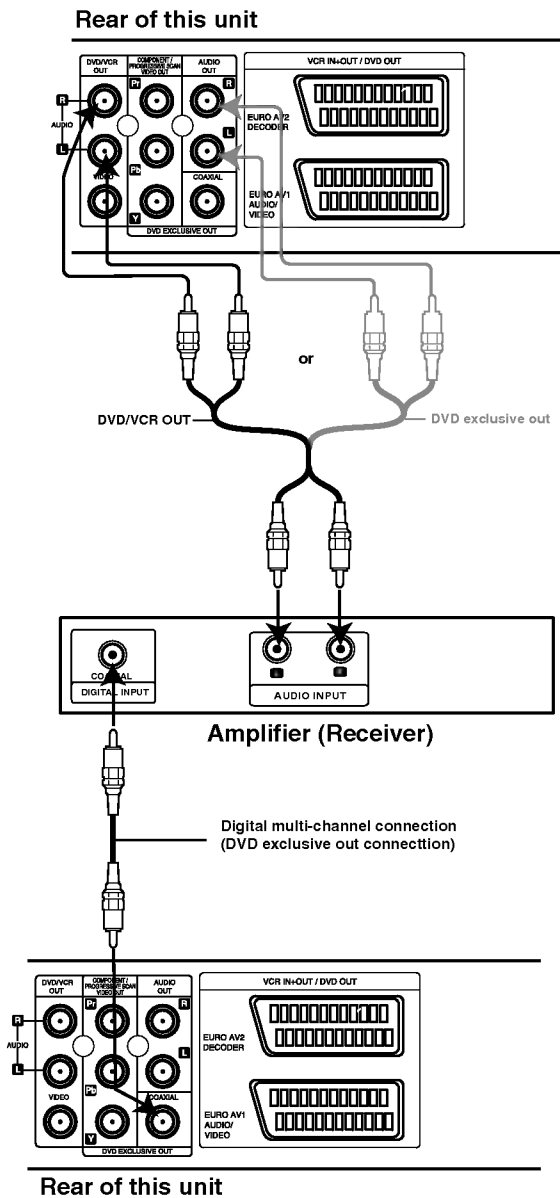 Rear of this unit
DVD/VCR
OUT
COMPONENT /
PROGRESSIVE SCAN
VIDEO OUT
AUDIO
OUT
VCR IN+OUT / DVD OUT
Pr
R
R
AUDIO
L
L
EURO AV2
DECODER
VIDEO
Pb
COAXIAL
EURO AV1
AUDIO/
VIDEO
Y
DVD EXCLUSIVE OUT
or
DVD/VCR OUT
DVD exclusive out
COAXIAL
DIGITAL INPUT
AUDIO INPUT
Amplifier (Receiver)
Digital multi-channel connection
(DVD exclusive out connecttion)
DVD/VCR
OUT
COMPONENT /
PROGRESSIVE SCAN
VIDEO OUT
AUDIO
OUT
VCR IN+OUT / DVD OUT
Pr
R
R
AUDIO
L
L
EURO AV2
DECODER
VIDEO
Pb
COAXIAL
EURO AV1
AUDIO/
VIDEO
Y
DVD EXCLUSIVE OUT
Rear of this unit